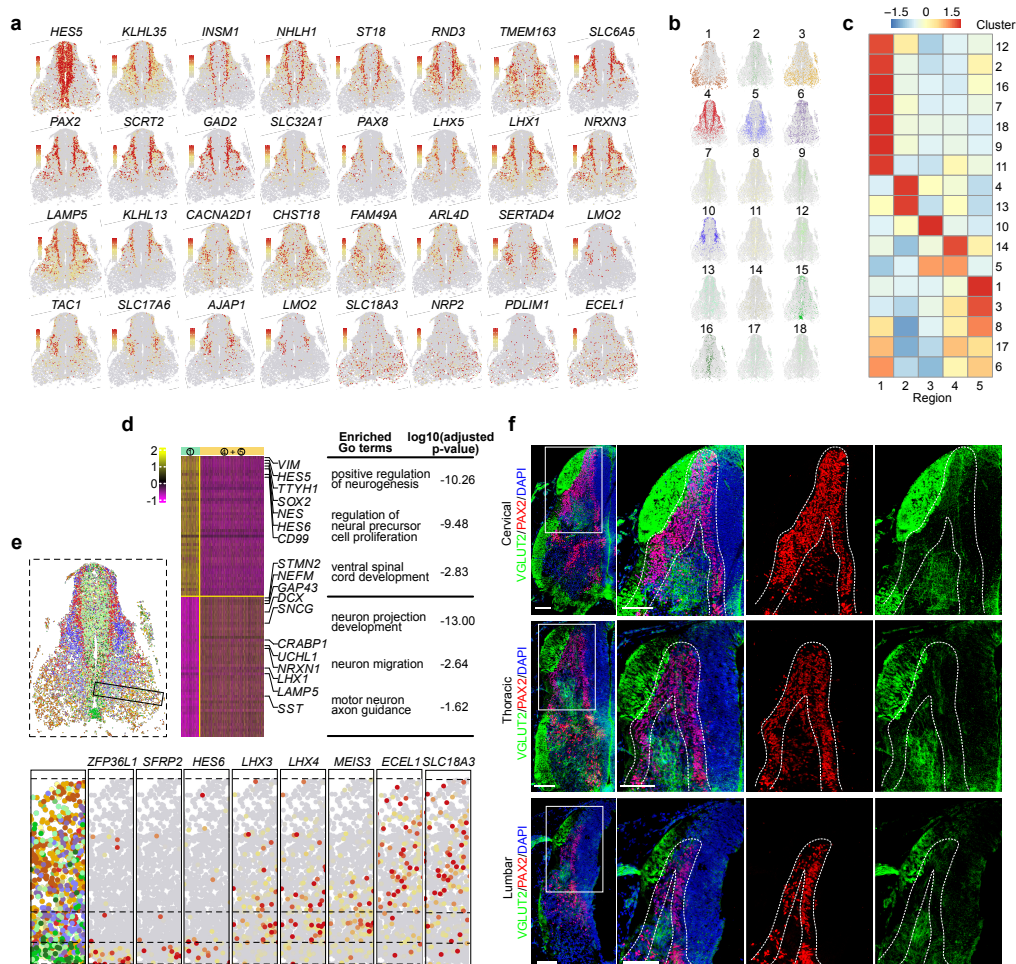 a
HES5 KLHL35 INSM1 NHLH1 ST18 RND3 TMEM163 SLC6A5
PAX2 SCRT2 GAD2 SLC32A1 PAX8 LHX5 LHX1 NRXN3
LAMP5 KLHL13 CACNA2D1 CHST18 FAM49A ARL4D SERTAD4 LMO2
TAC1 SLC17A6 AJAP1 LMO2 SLC18A3 NRP2 PDLIM1 ECEL1
b
1 2 3
4 5 6
7 8 9
10 11 12
13 14 15
16 17 18
c
−1.5 0 1.5
Cluster
12
2
16
7
18
9
11
4
13
10
14
5
1
3
8
17
6
1 2 3 4 5
Region
d
2
1
0
-1
① ④ + ⑤
VIM
HES5
TTYH1
SOX2
NES
HES6
CD99
STMN2
NEFM
GAP43
DCX
SNCG
CRABP1
UCHL1
NRXN1
LHX1
LAMP5
SST
Enriched Go terms log10(adjusted p-value)
positive regulation of neurogenesis -10.26
regulation of neural precursor cell proliferation -9.48
ventral spinal cord development -2.83
neuron projection development -13.00
neuron migration -2.64
motor neuron axon guidance -1.62
e
ZFP36L1 SFRP2 HES6 LHX3 LHX4 MEIS3 ECEL1 SLC18A3
f
Cervical
VGLUT2/PAX2/DAPI
Thoracic
VGLUT2/PAX2/DAPI
Lumbar
VGLUT2/PAX2/DAPI